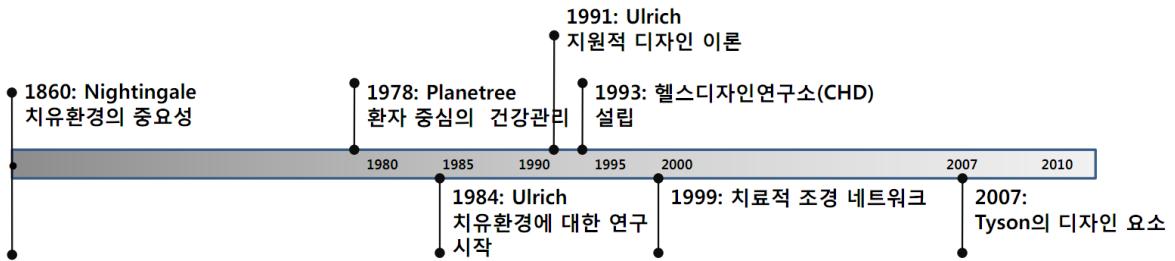 1991: Ulrich
지원적 디자인 이론
1860: Nightingale
치유환경의 중요성
1978: Planetree
환자 중심의 건강관리
1993: 헬스디자인연구소(CHD)
설립
1980 1985 1990 1995 2000 2007 2010
1984: Ulrich
치유환경에 대한 연구
시작
1999: 치료적 조경 네트워크
2007:
Tyson의 디자인 요소